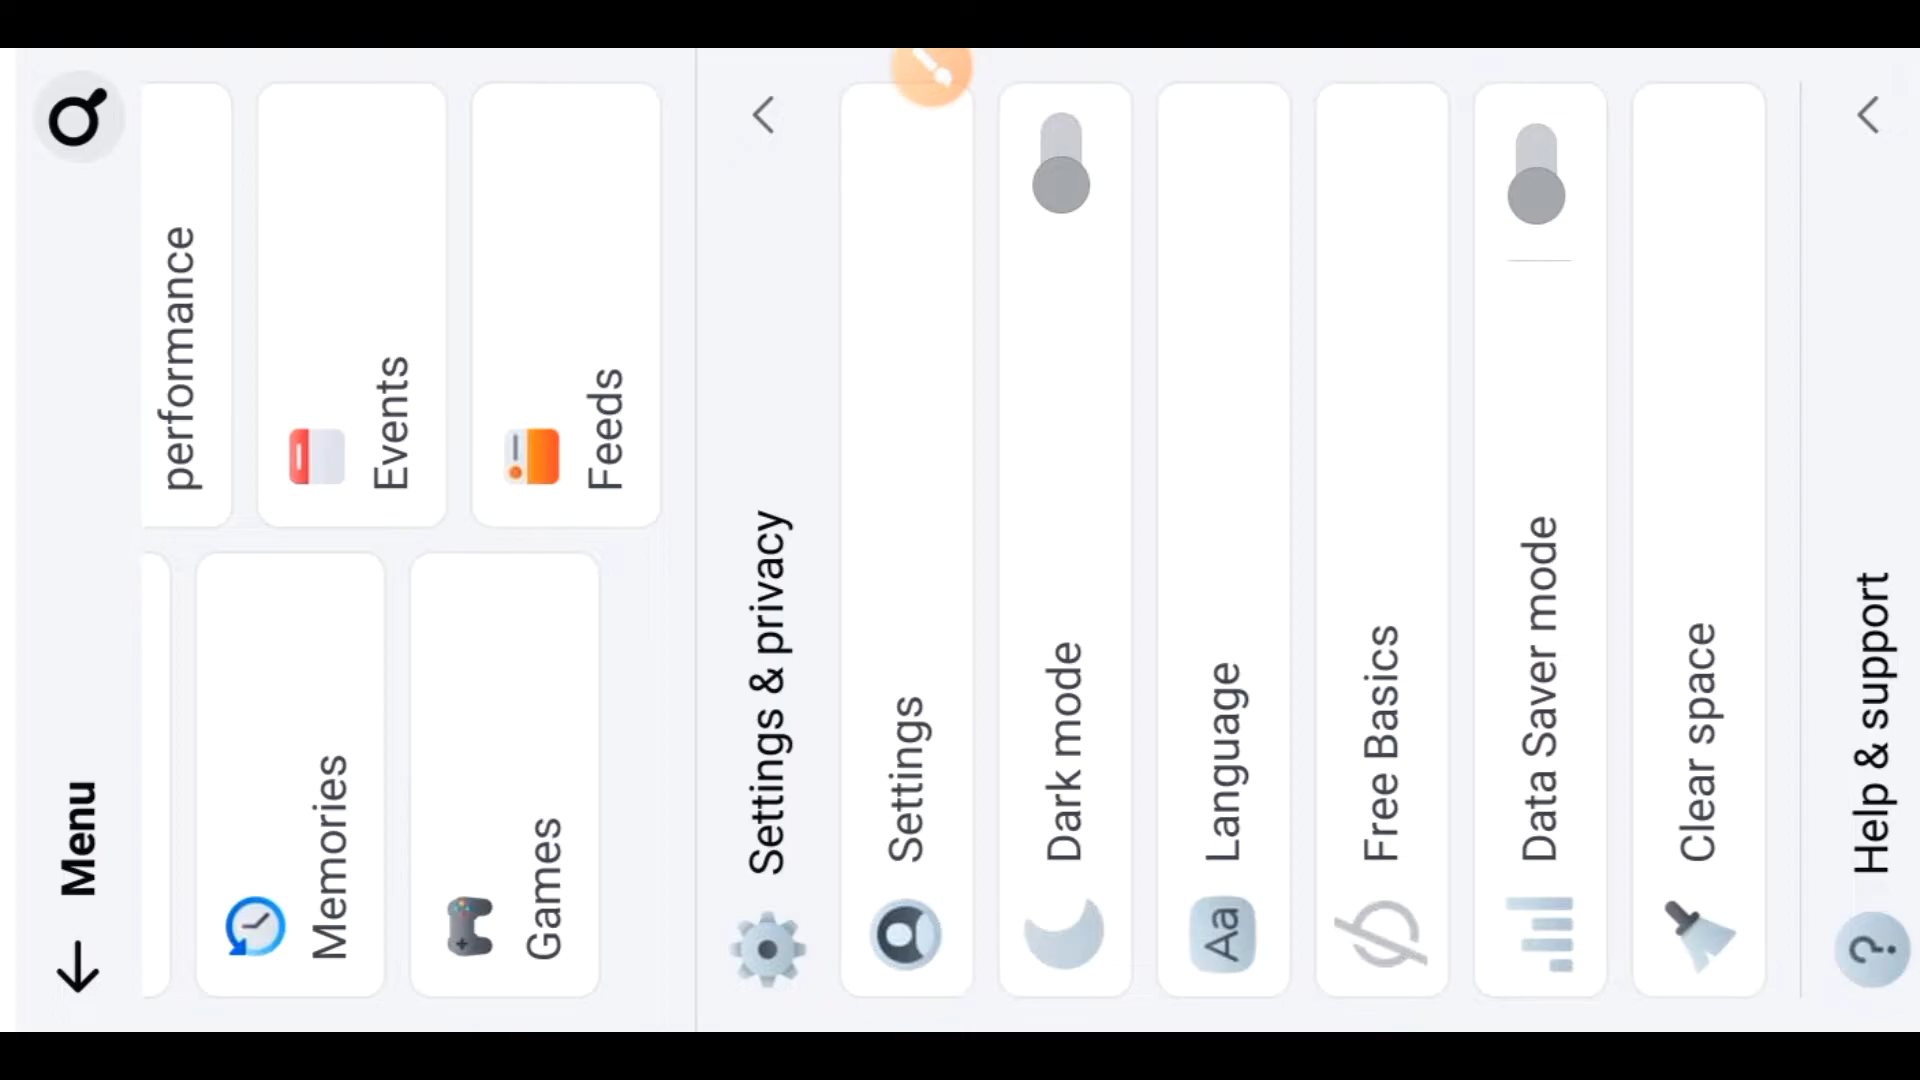 Menu
performance
Memories
Events
Games
Feeds
Settings & privacy
Settings
Dark mode
Aa
Language
Free Basics
Data Saver mode
Clear space
?
Help & support